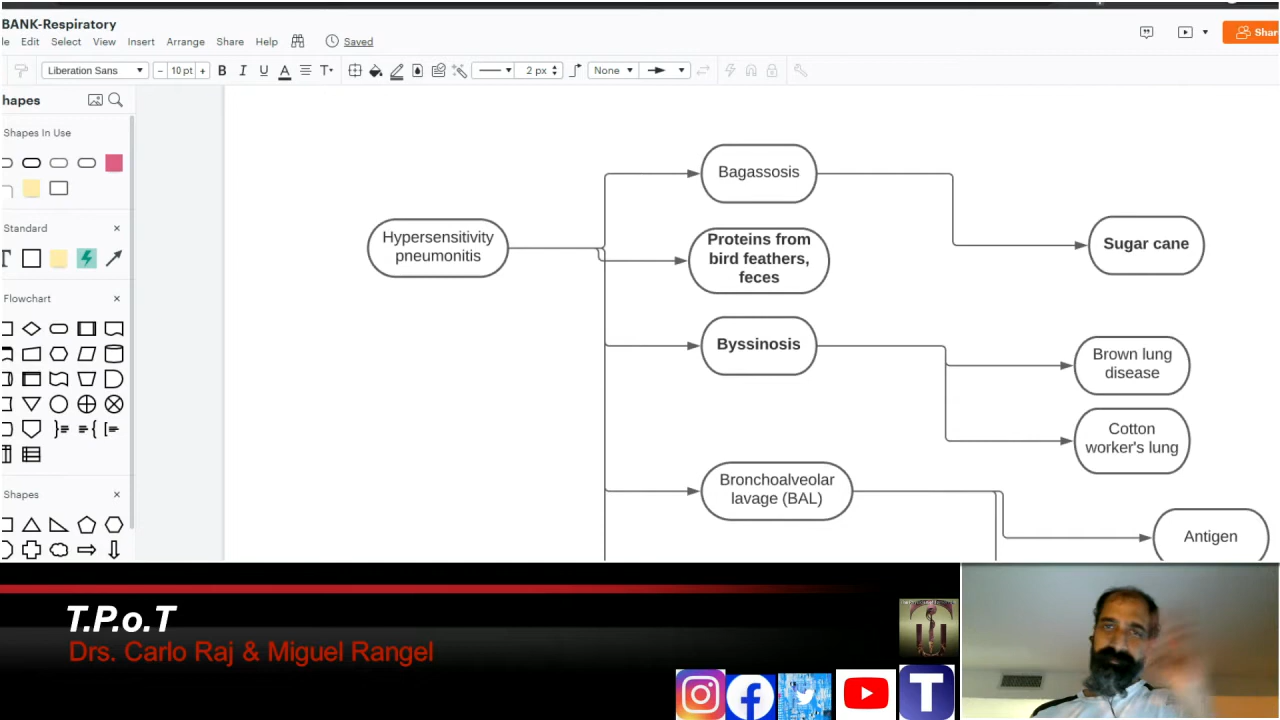 BANK-Respiratory
le Edit Select View Insert Arrange Share Help Saved
Shar
Liberation Sans - 10 pt + B I U A T 2 px None
hapes
Shapes In Use
Standard
T
Flowchart
Shapes
Hypersensitivity
pneumonitis
Bagassosis
Proteins from
bird feathers,
feces
Byssinosis
Bronchoalveolar
lavage (BAL)
Sugar cane
Brown lung
disease
Cotton
worker's lung
Antigen
T.P.o.T
Drs. Carlo Raj & Miguel Rangel
T